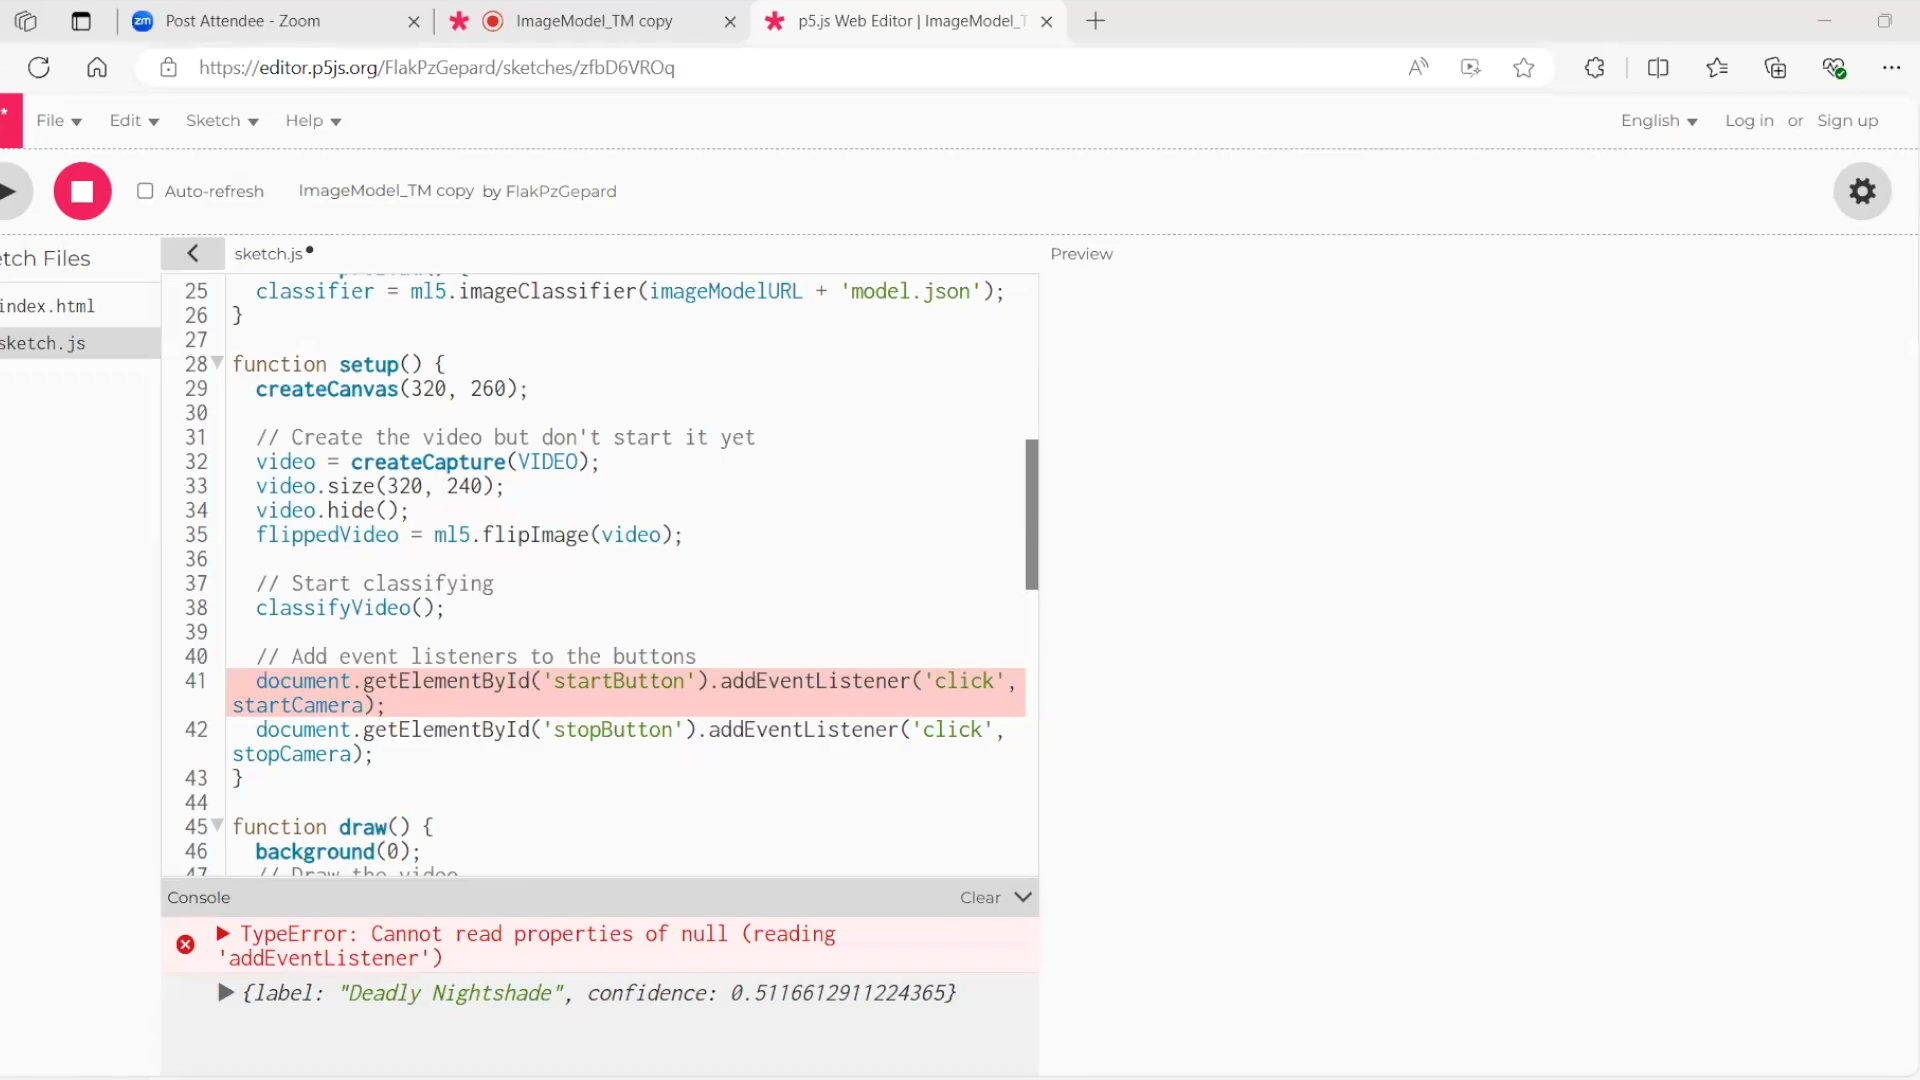 Post Attendee - Zoom
ImageModel_TM copy
p5.js Web Editor | ImageModel_T
https://editor.p5js.org/FlakPzGepard/sketches/zfbD6VROq
File
Edit
Sketch
Help
English
Log in or Sign up
Auto-refresh
ImageModel_TM copy by FlakPzGepard
etch Files
sketch.js
Preview
index.html
sketch.js
25 classifier = ml5.imageClassifier(imageModelURL + 'model.json');
26 }
27
28 function setup() {
29 createCanvas(320, 260);
30
31 // Create the video but don't start it yet
32 video = createCapture(VIDEO);
33 video.size(320, 240);
34 video.hide();
35 flippedVideo = ml5.flipImage(video);
36
37 // Start classifying
38 classifyVideo();
39
40 // Add event listeners to the buttons
41 document.getElementById('startButton').addEventListener('click',
startCamera);
42 document.getElementById('stopButton').addEventListener('click',
stopCamera);
43 }
44
45 function draw() {
46 background(0);
47 // Draw the video
Console
Clear
TypeError: Cannot read properties of null (reading
'addEventListener')
{label: "Deadly Nightshade", confidence: 0.5116612911224365}